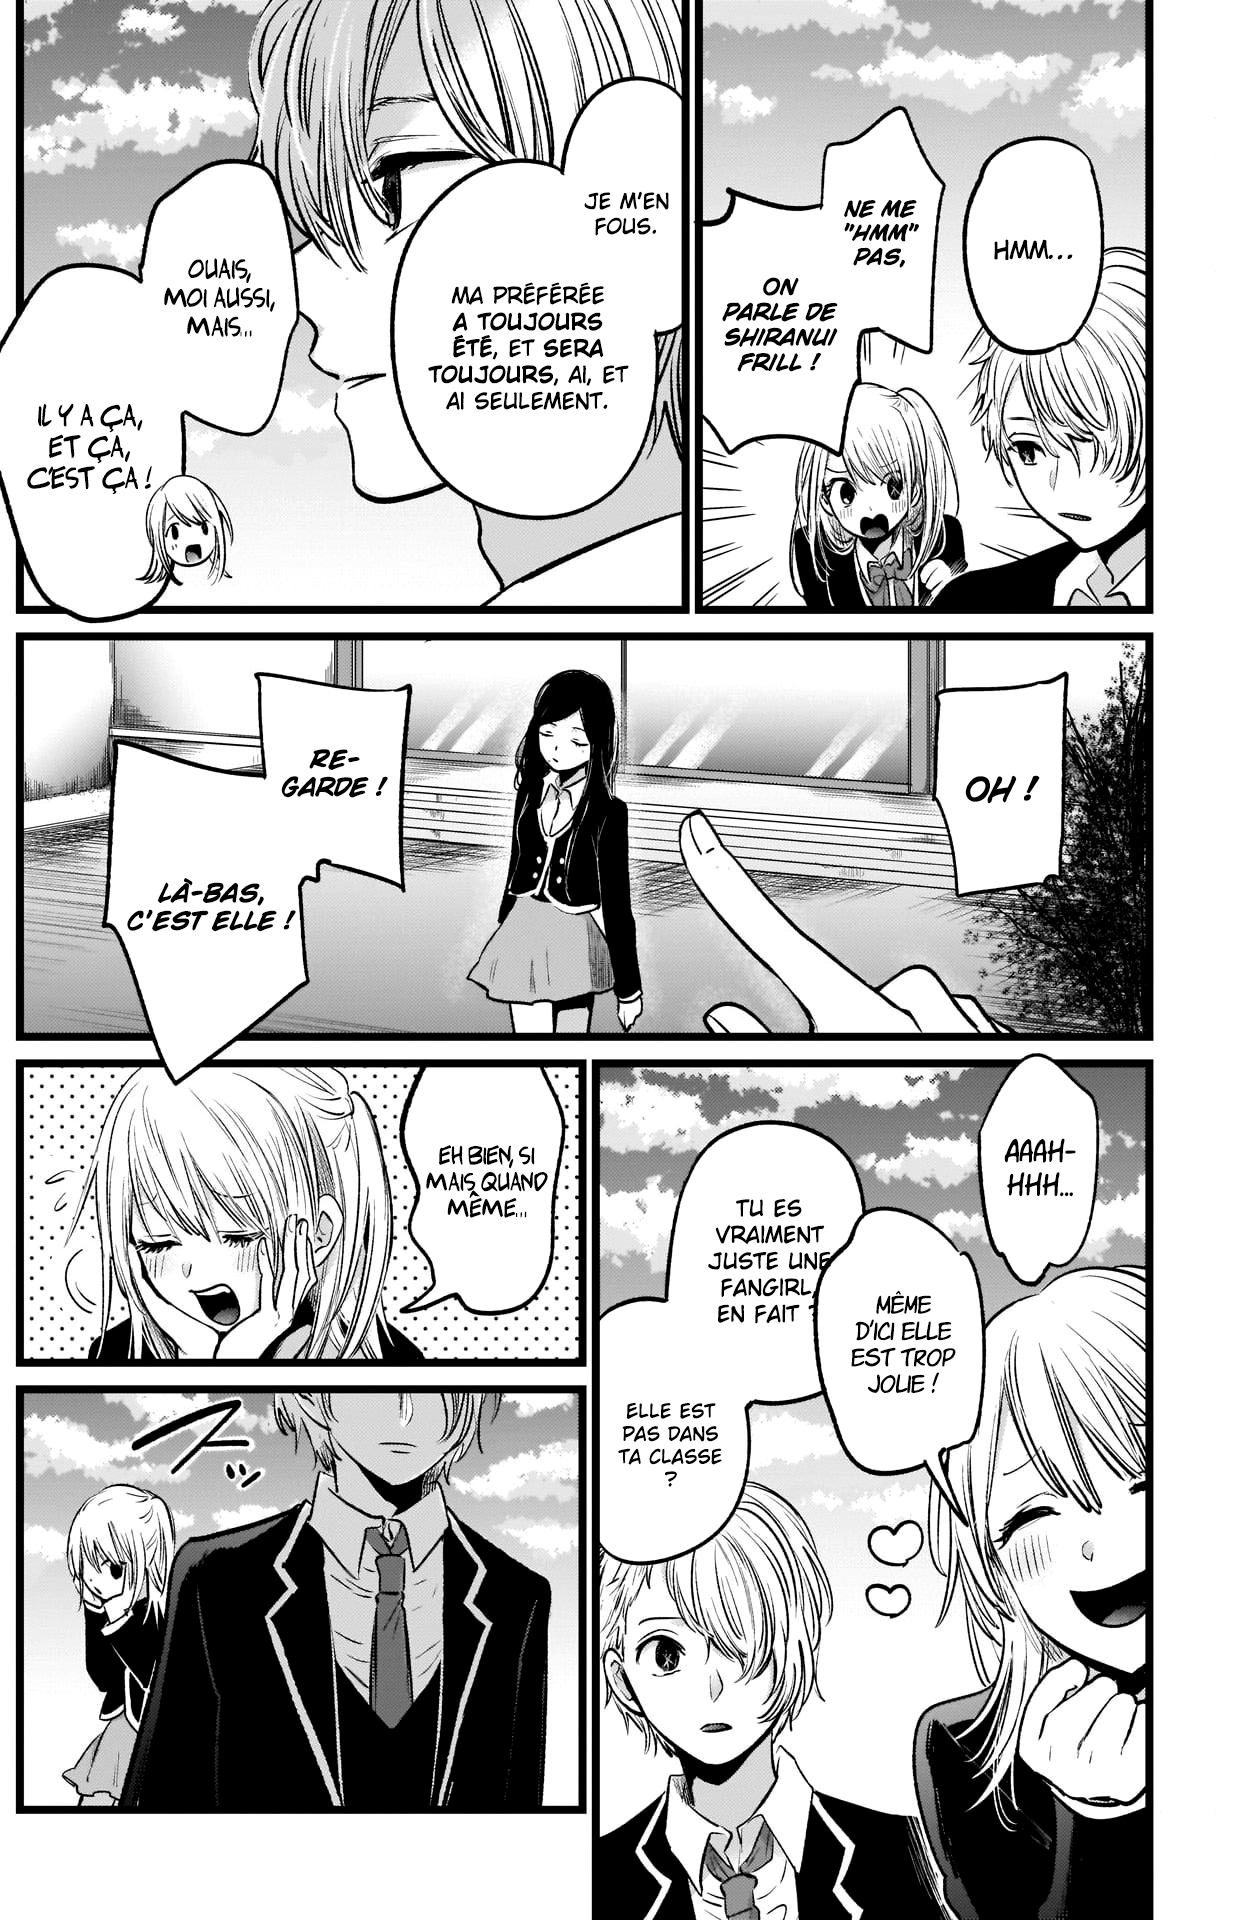 HMM...
NE ME
"HMM"
PAS,
ON
PARLE DE
SHIRANUI
FRILL !
JE M'EN
FOUS.
MA PRÉFÉRÉE
A TOUJOURS
ÉTÉ, ET SERA
TOUJOURS, AI, ET
AI SEULEMENT.
OUAIS,
MOI AUSSI,
MAIS...
IL Y A ÇA,
ET ÇA,
C'EST ÇA !
OH !
RE-
GARDE !
LÀ-BAS,
C'EST ELLE !
AAAH-
HHH...
MÊME
D'ICI ELLE
EST TROP
JOLIE !
TU ES
VRAIMENT
JUSTE UNE
FANGIRL,
EN FAIT ?
ELLE EST
PAS DANS
TA CLASSE
?
EH BIEN, SI
MAIS QUAND
MÊME...
スッ